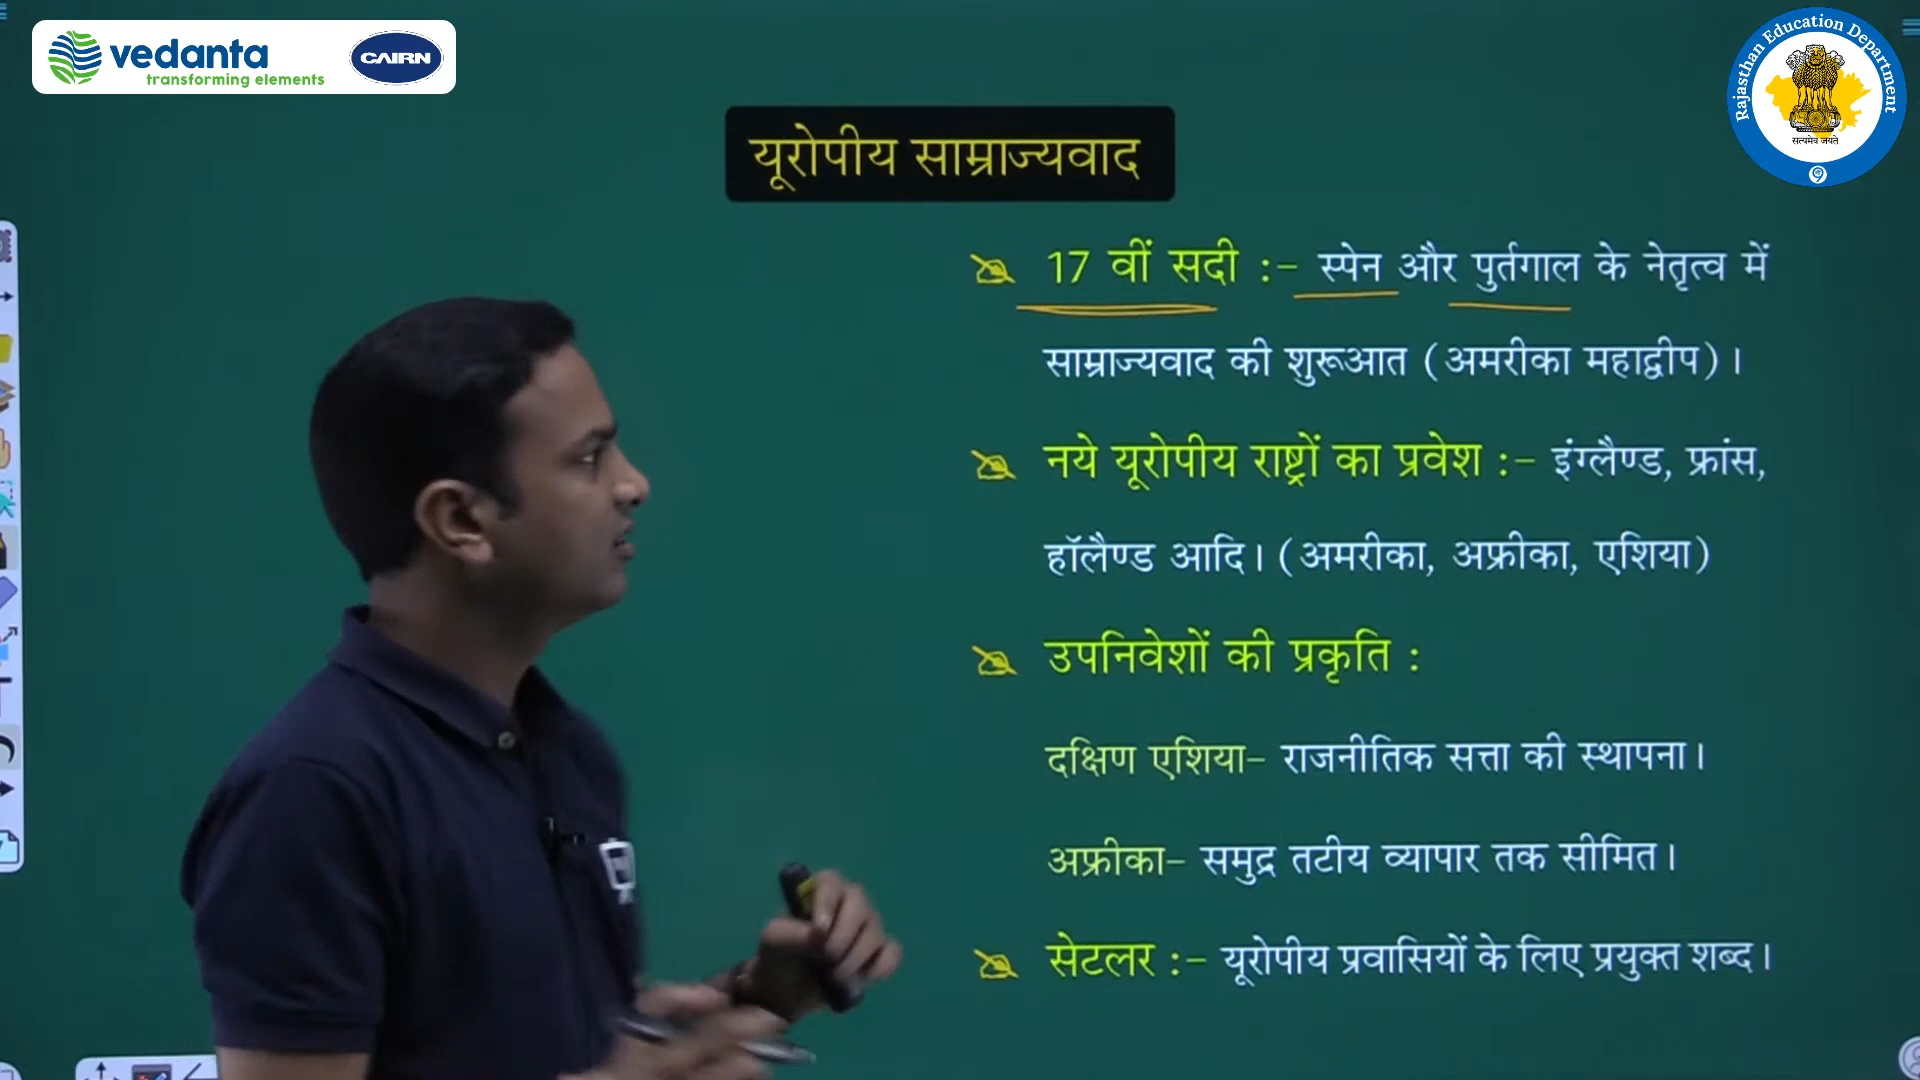 vedanta
transforming elements
CAIRN
Rajasthan Education Department
सत्यमेव जयते
यूरोपीय साम्राज्यवाद
17 वीं सदी :- स्पेन और पुर्तगाल के नेतृत्व में
साम्राज्यवाद की शुरूआत (अमरीका महाद्वीप)।
नये यूरोपीय राष्ट्रों का प्रवेश :- इंग्लैण्ड, फ्रांस,
हॉलैण्ड आदि। (अमरीका, अफ्रीका, एशिया)
उपनिवेशों की प्रकृति :
दक्षिण एशिया- राजनीतिक सत्ता की स्थापना।
अफ्रीका- समुद्र तटीय व्यापार तक सीमित।
सेटलर :- यूरोपीय प्रवासियों के लिए प्रयुक्त शब्द।